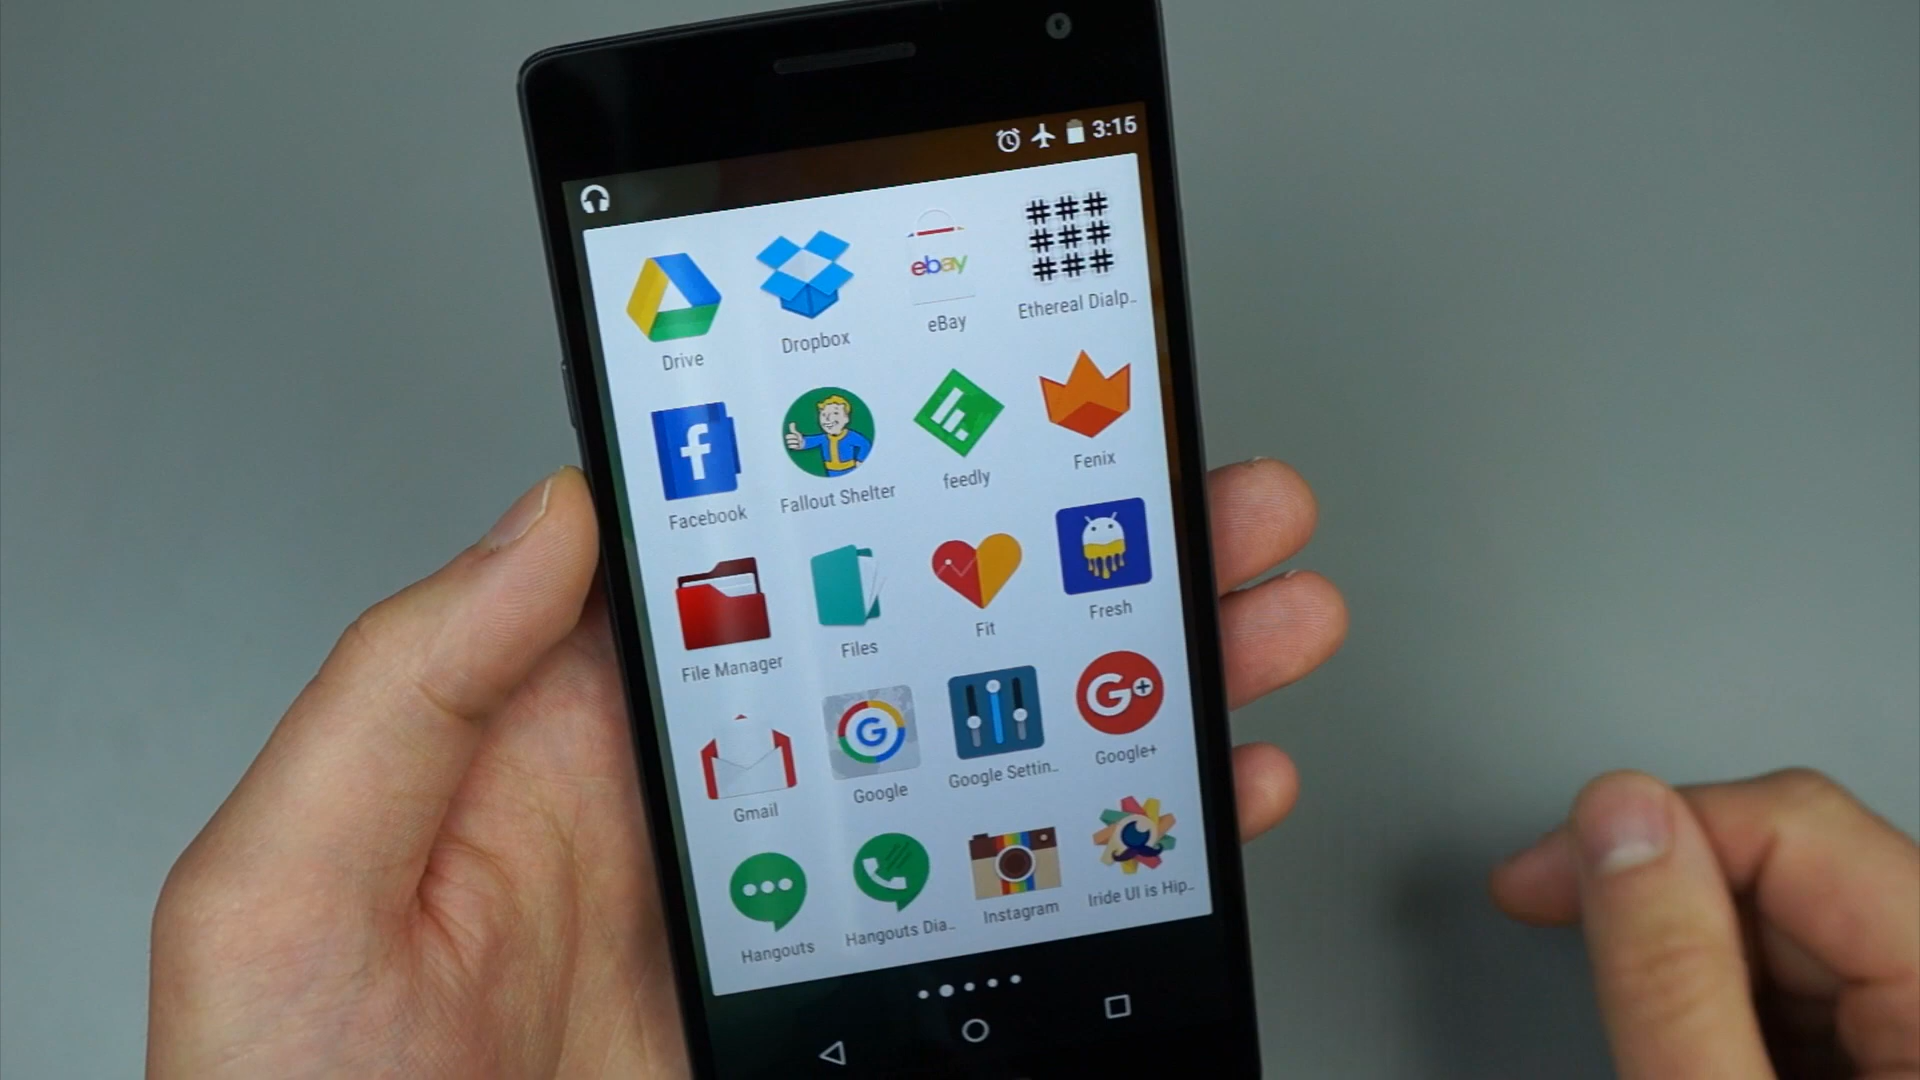 3:15
ebay
Drive
Dropbox
eBay
Ethereal Dialp..
f
Facebook
Fallout Shelter
feedly
Fenix
File Manager
Files
Fit
Fresh
G
G+
Gmail
Google
Google Settin..
Google+
Hangouts
Hangouts Dia..
Instagram
Iride UI is Hip..